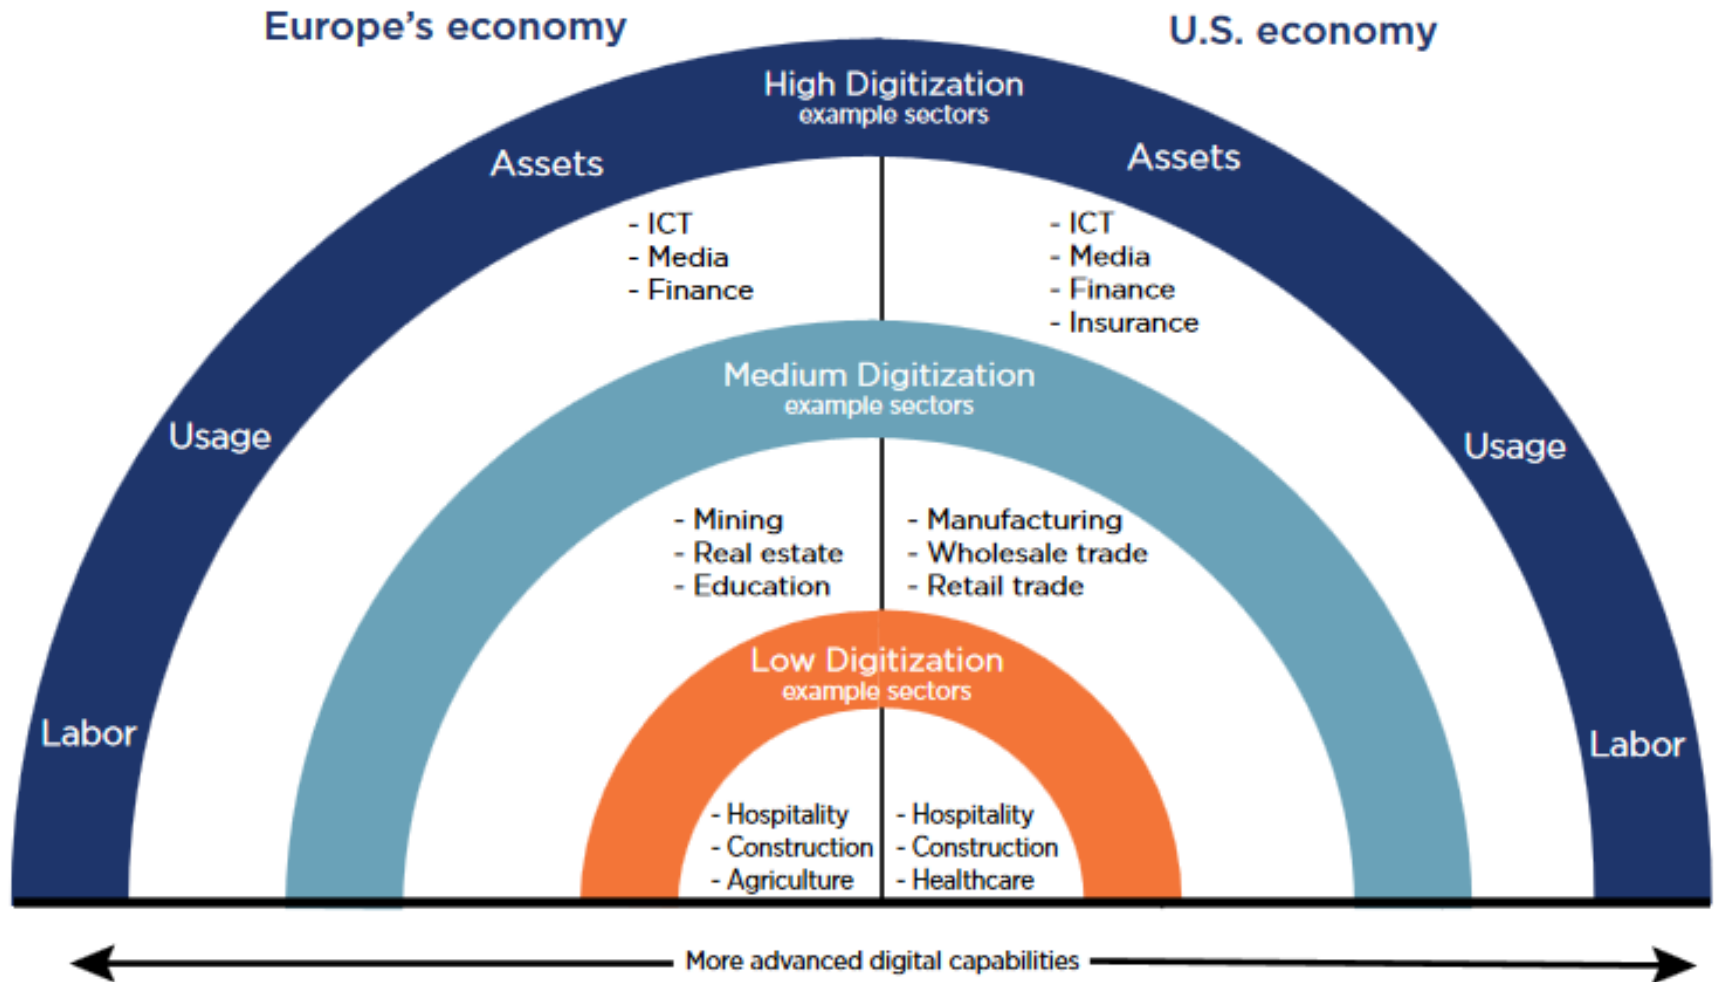 Europe's economy
U.S. economy
High Digitization
example sectors
Assets
Assets
- ICT
- Media
- Finance
- ICT
- Media
- Finance
- Insurance
Medium Digitization
example sectors
Usage
Usage
- Mining
- Real estate
- Education
- Manufacturing
- Wholesale trade
- Retail trade
Low Digitization
example sectors
Labor
Labor
- Hospitality
- Construction
- Agriculture
- Hospitality
- Construction
- Healthcare
More advanced digital capabilities